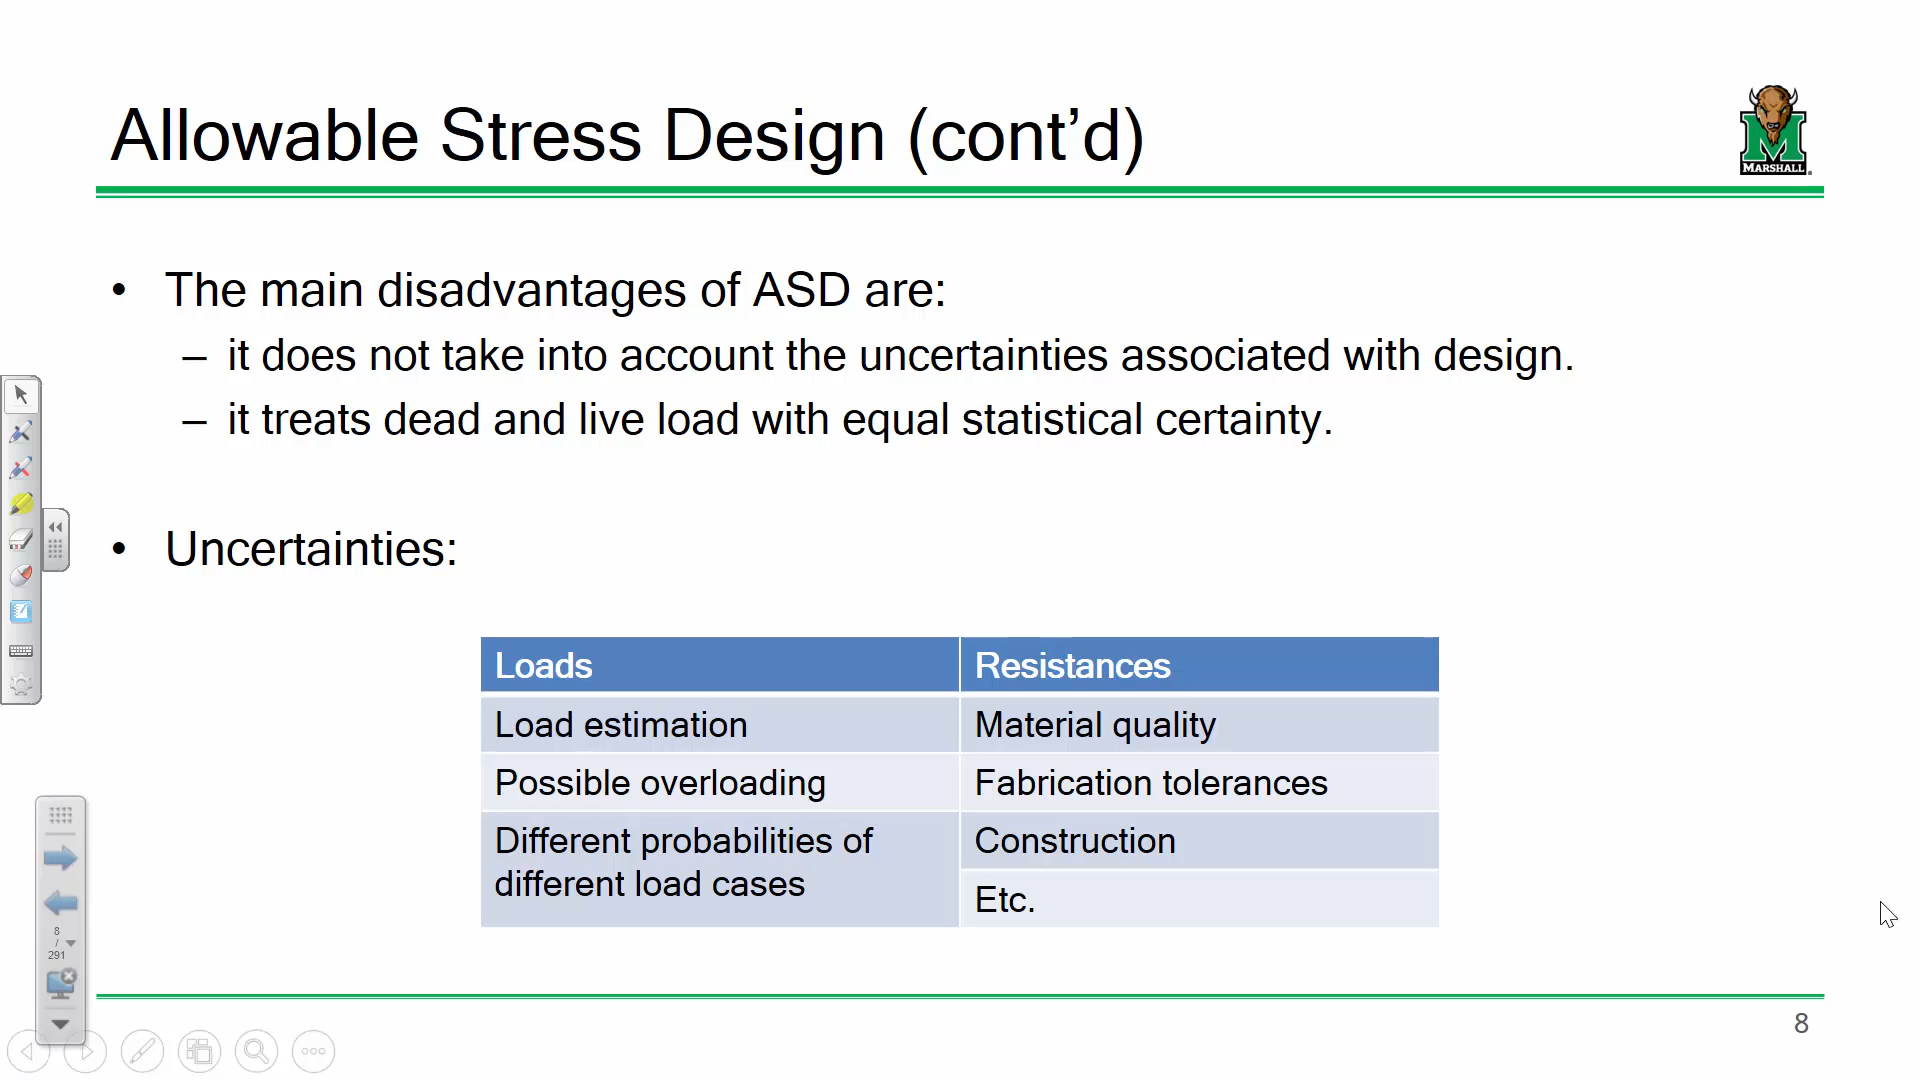 Allowable Stress Design (cont’d)
MARSHALL
• The main disadvantages of ASD are:
– it does not take into account the uncertainties associated with design.
– it treats dead and live load with equal statistical certainty.
• Uncertainties:
Loads
Resistances
Load estimation
Material quality
Possible overloading
Fabrication tolerances
Different probabilities of
different load cases
Construction
Etc.
8
/
291
8